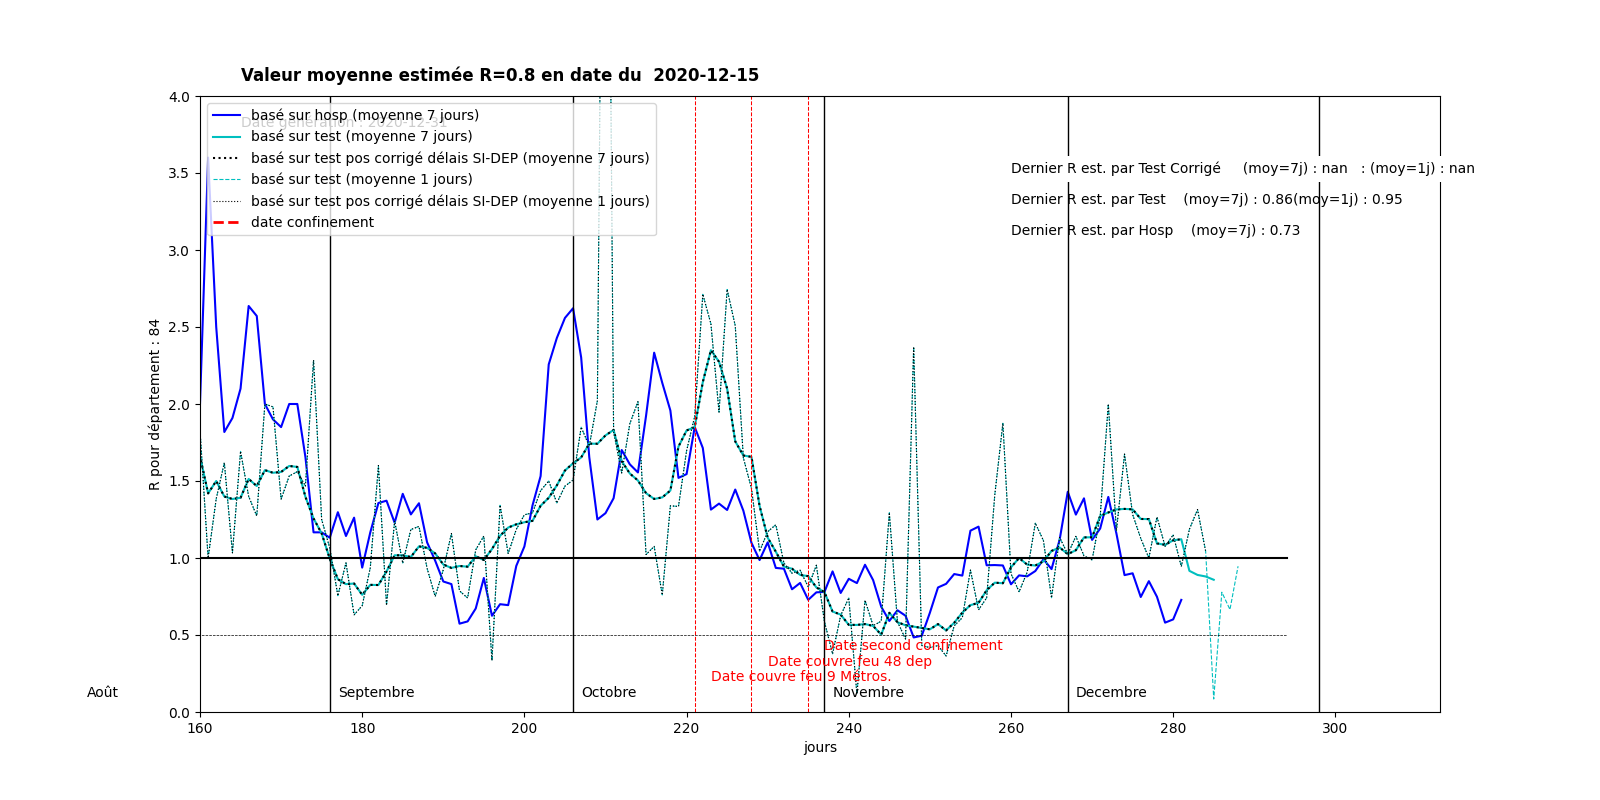 Valeur moyenne estimée R=0.8 en date du  2020-12-15
Date génération : 2020-12-31
basé sur hosp (moyenne 7 jours)
basé sur test (moyenne 7 jours)
basé sur test pos corrigé délais SI-DEP (moyenne 7 jours)
basé sur test (moyenne 1 jours)
basé sur test pos corrigé délais SI-DEP (moyenne 1 jours)
date confinement
Dernier R est. par Test Corrigé     (moy=7j) : nan   : (moy=1j) : nan
Dernier R est. par Test    (moy=7j) : 0.86(moy=1j) : 0.95
Dernier R est. par Hosp    (moy=7j) : 0.73
R pour département : 84
4.0
3.5
3.0
2.5
2.0
1.5
1.0
0.5
0.0
Date second confinement
Date couvre feu 48 dep
Date couvre feu 9 Métros.
Août
Septembre
Octobre
Novembre
Decembre
160
180
200
220
240
260
280
300
jours